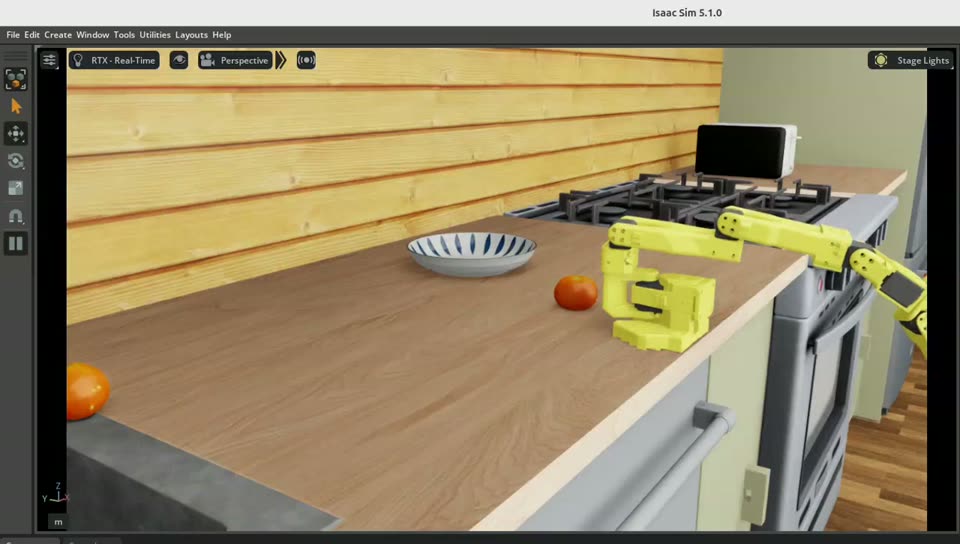 Isaac Sim 5.1.0
File Edit Create Window Tools Utilities Layouts Help
RTX - Real-Time
Perspective
Stage Lights
Z
Y X
m